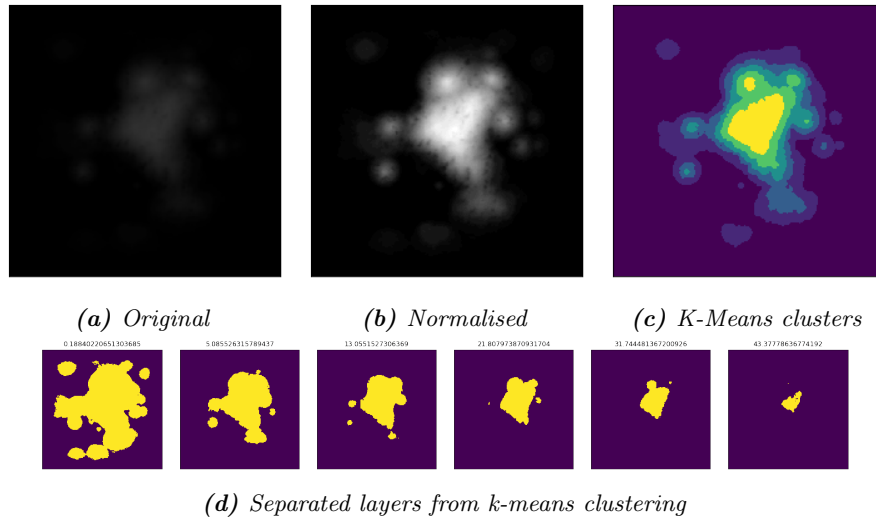 (a) Original
(b) Normalised
(c) K-Means clusters
0.18840220651303685
5.085526315789437
13.0551527306369
21.807973870931704
31.744481367200926
43.37778636774192
(d) Separated layers from k-means clustering